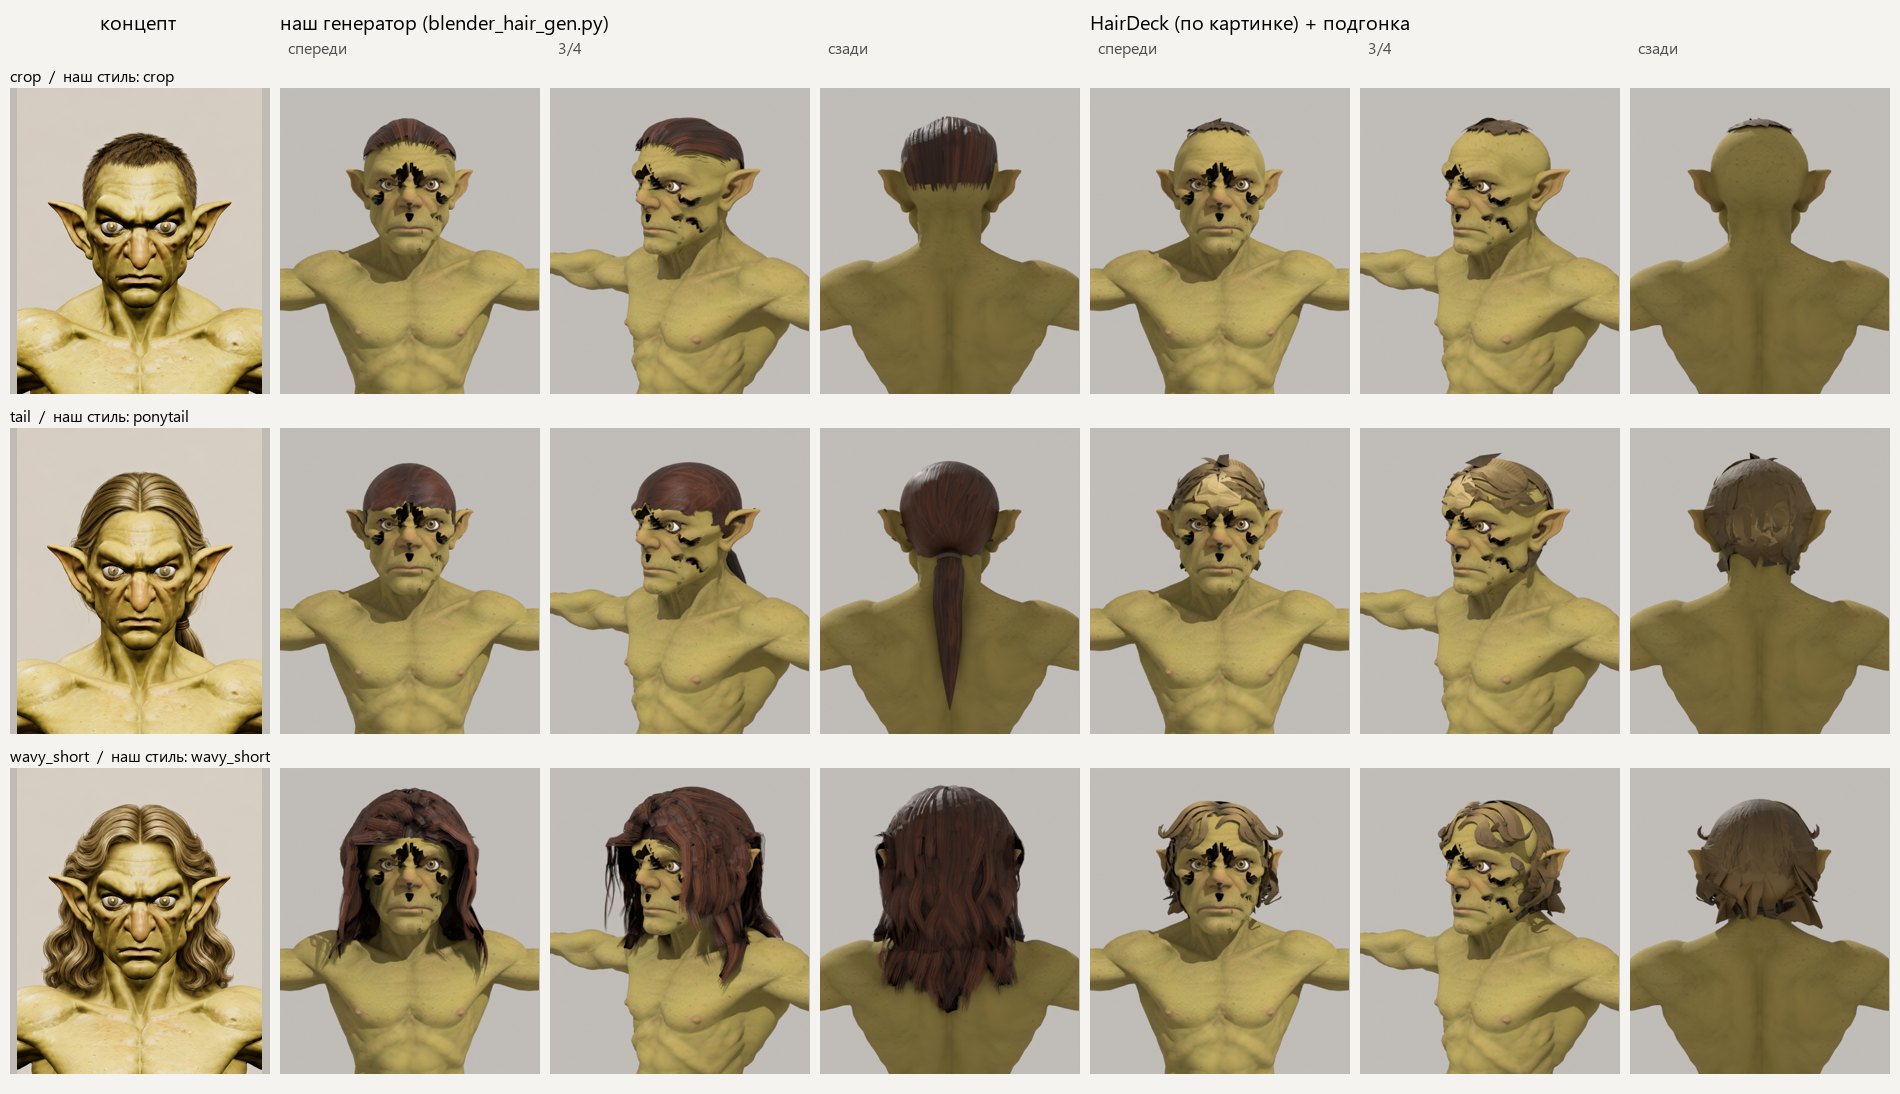 концепт
наш генератор (blender_hair_gen.py)
HairDeck (по картинке) + подгонка
спереди
3/4
сзади
спереди
3/4
сзади
crop / наш стиль: crop
tail / наш стиль: ponytail
wavy_short / наш стиль: wavy_short